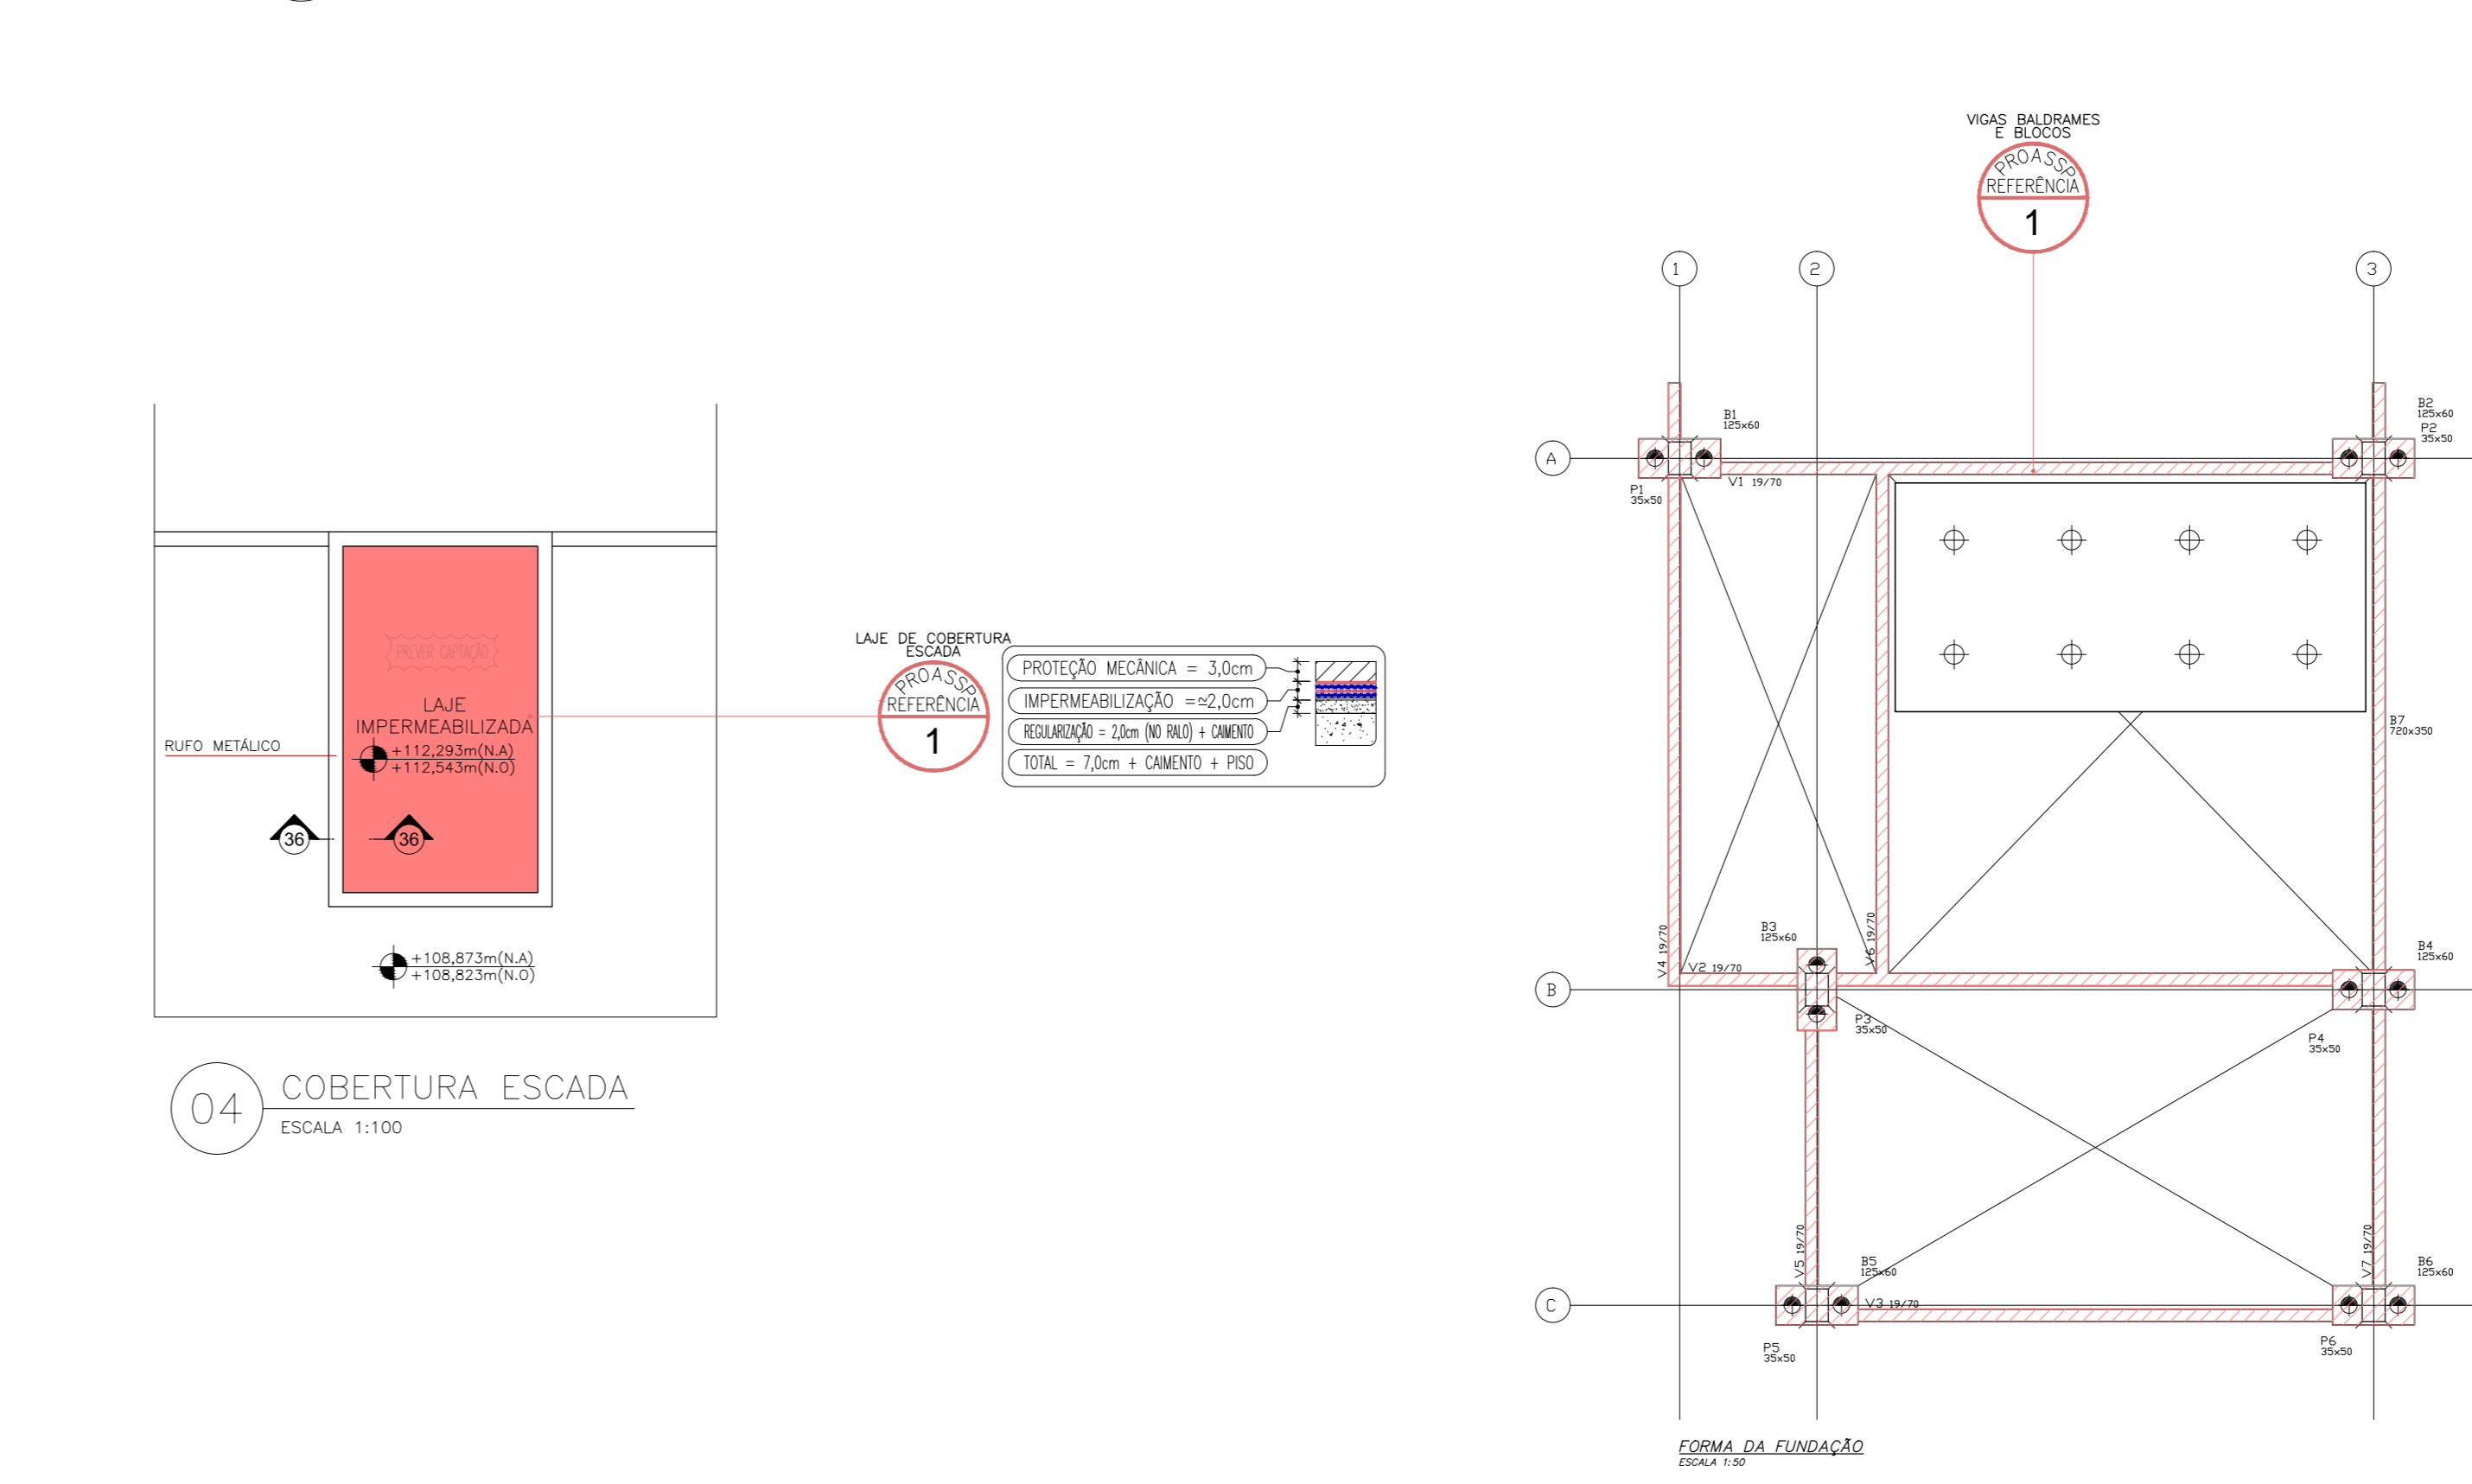 PREVER CAPTAÇÃO
LAJE
IMPERMEABILIZADA
+112,293m(N.A)
+112,543m(N.O)
RUFO METÁLICO
36
36
+108,873m(N.A)
+108,823m(N.O)
04
COBERTURA ESCADA
ESCALA 1:100
LAJE DE COBERTURA
ESCADA
PROASSP
REFERÊNCIA
1
PROTEÇÃO MECÂNICA = 3,0cm
IMPERMEABILIZAÇÃO =≃2,0cm
REGULARIZAÇÃO = 2,0cm (NO RALO) + CAIMENTO
TOTAL = 7,0cm + CAIMENTO + PISO
VIGAS BALDRAMES
E BLOCOS
PROASSP
REFERÊNCIA
1
1
2
3
A
B1
125x60
B2
125x60
P2
35x50
P1
35x50
V1 19/70
B7
720x350
V4 19/70
V2 19/70
B3
125x60
V6 19/70
B4
125x60
B
P3
35x50
P4
35x50
V5 19/70
B5
125x60
V7 19/70
B6
125x60
C
V3 19/70
P5
35x50
P6
35x50
FORMA DA FUNDAÇÃO
ESCALA 1:50